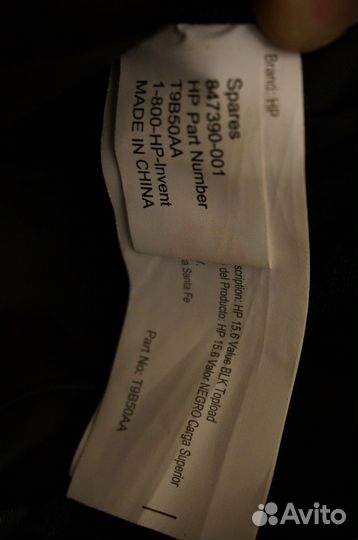 Brand: HP
Spares
847390-001
HP Part Number
T9B50AA
1-800-HP-Invent
MADE IN CHINA
scription: HP 15.6 Value BLK Topload
del Producto: HP 15.6 Valor NEGRO Carga Superior
a Santa Fe
Part No: T9B50AA
Avito